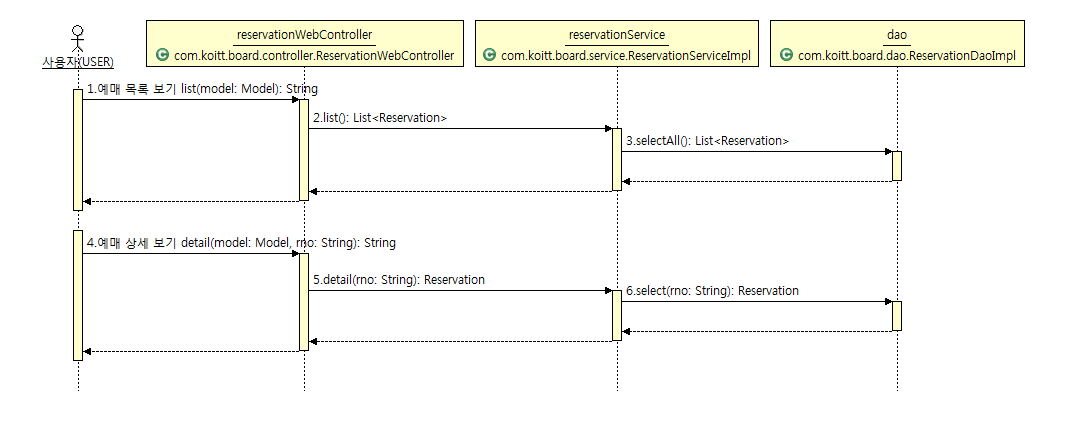 reservationWebController
C com.koitt.board.controller.ReservationWebController
reservationService
C com.koitt.board.service.ReservationServiceImpl
dao
C com.koitt.board.dao.ReservationDaoImpl
사용자(USER)
1.예매 목록 보기 list(model: Model): String
2.list(): List<Reservation>
3.selectAll(): List<Reservation>
4.예매 상세 보기 detail(model: Model, rno: String): String
5.detail(rno: String): Reservation
6.select(rno: String): Reservation